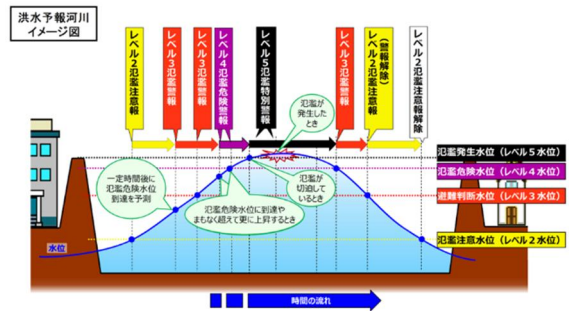 洪水予報河川
イメージ図
レベル2氾濫注意報
レベル3氾濫警報
レベル3氾濫警報
レベル4氾濫危険警報
レベル5氾濫特別警報
氾濫が
発生した
とき
レベル3氾濫警報
(警報解除)
レベル2氾濫注意報
レベル2氾濫注意報解除
氾濫発生水位(レベル5水位)
氾濫危険水位(レベル4水位)
避難判断水位(レベル3水位)
氾濫注意水位(レベル2水位)
一定時間後に
氾濫危険水位
到達を予測
氾濫が
切迫して
いるとき
氾濫危険水位に到達や
まもなく超えて更に上昇するとき
水位
時間の流れ